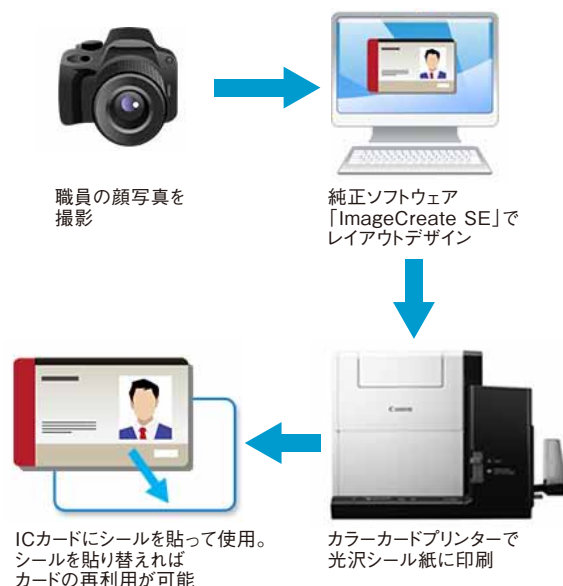 職員の顔写真を
撮影
純正ソフトウェア
「ImageCreate SE」で
レイアウトデザイン
Canon
カラーカードプリンターで
光沢シール紙に印刷
ICカードにシールを貼って使用。
シールを貼り替えれば
カードの再利用が可能